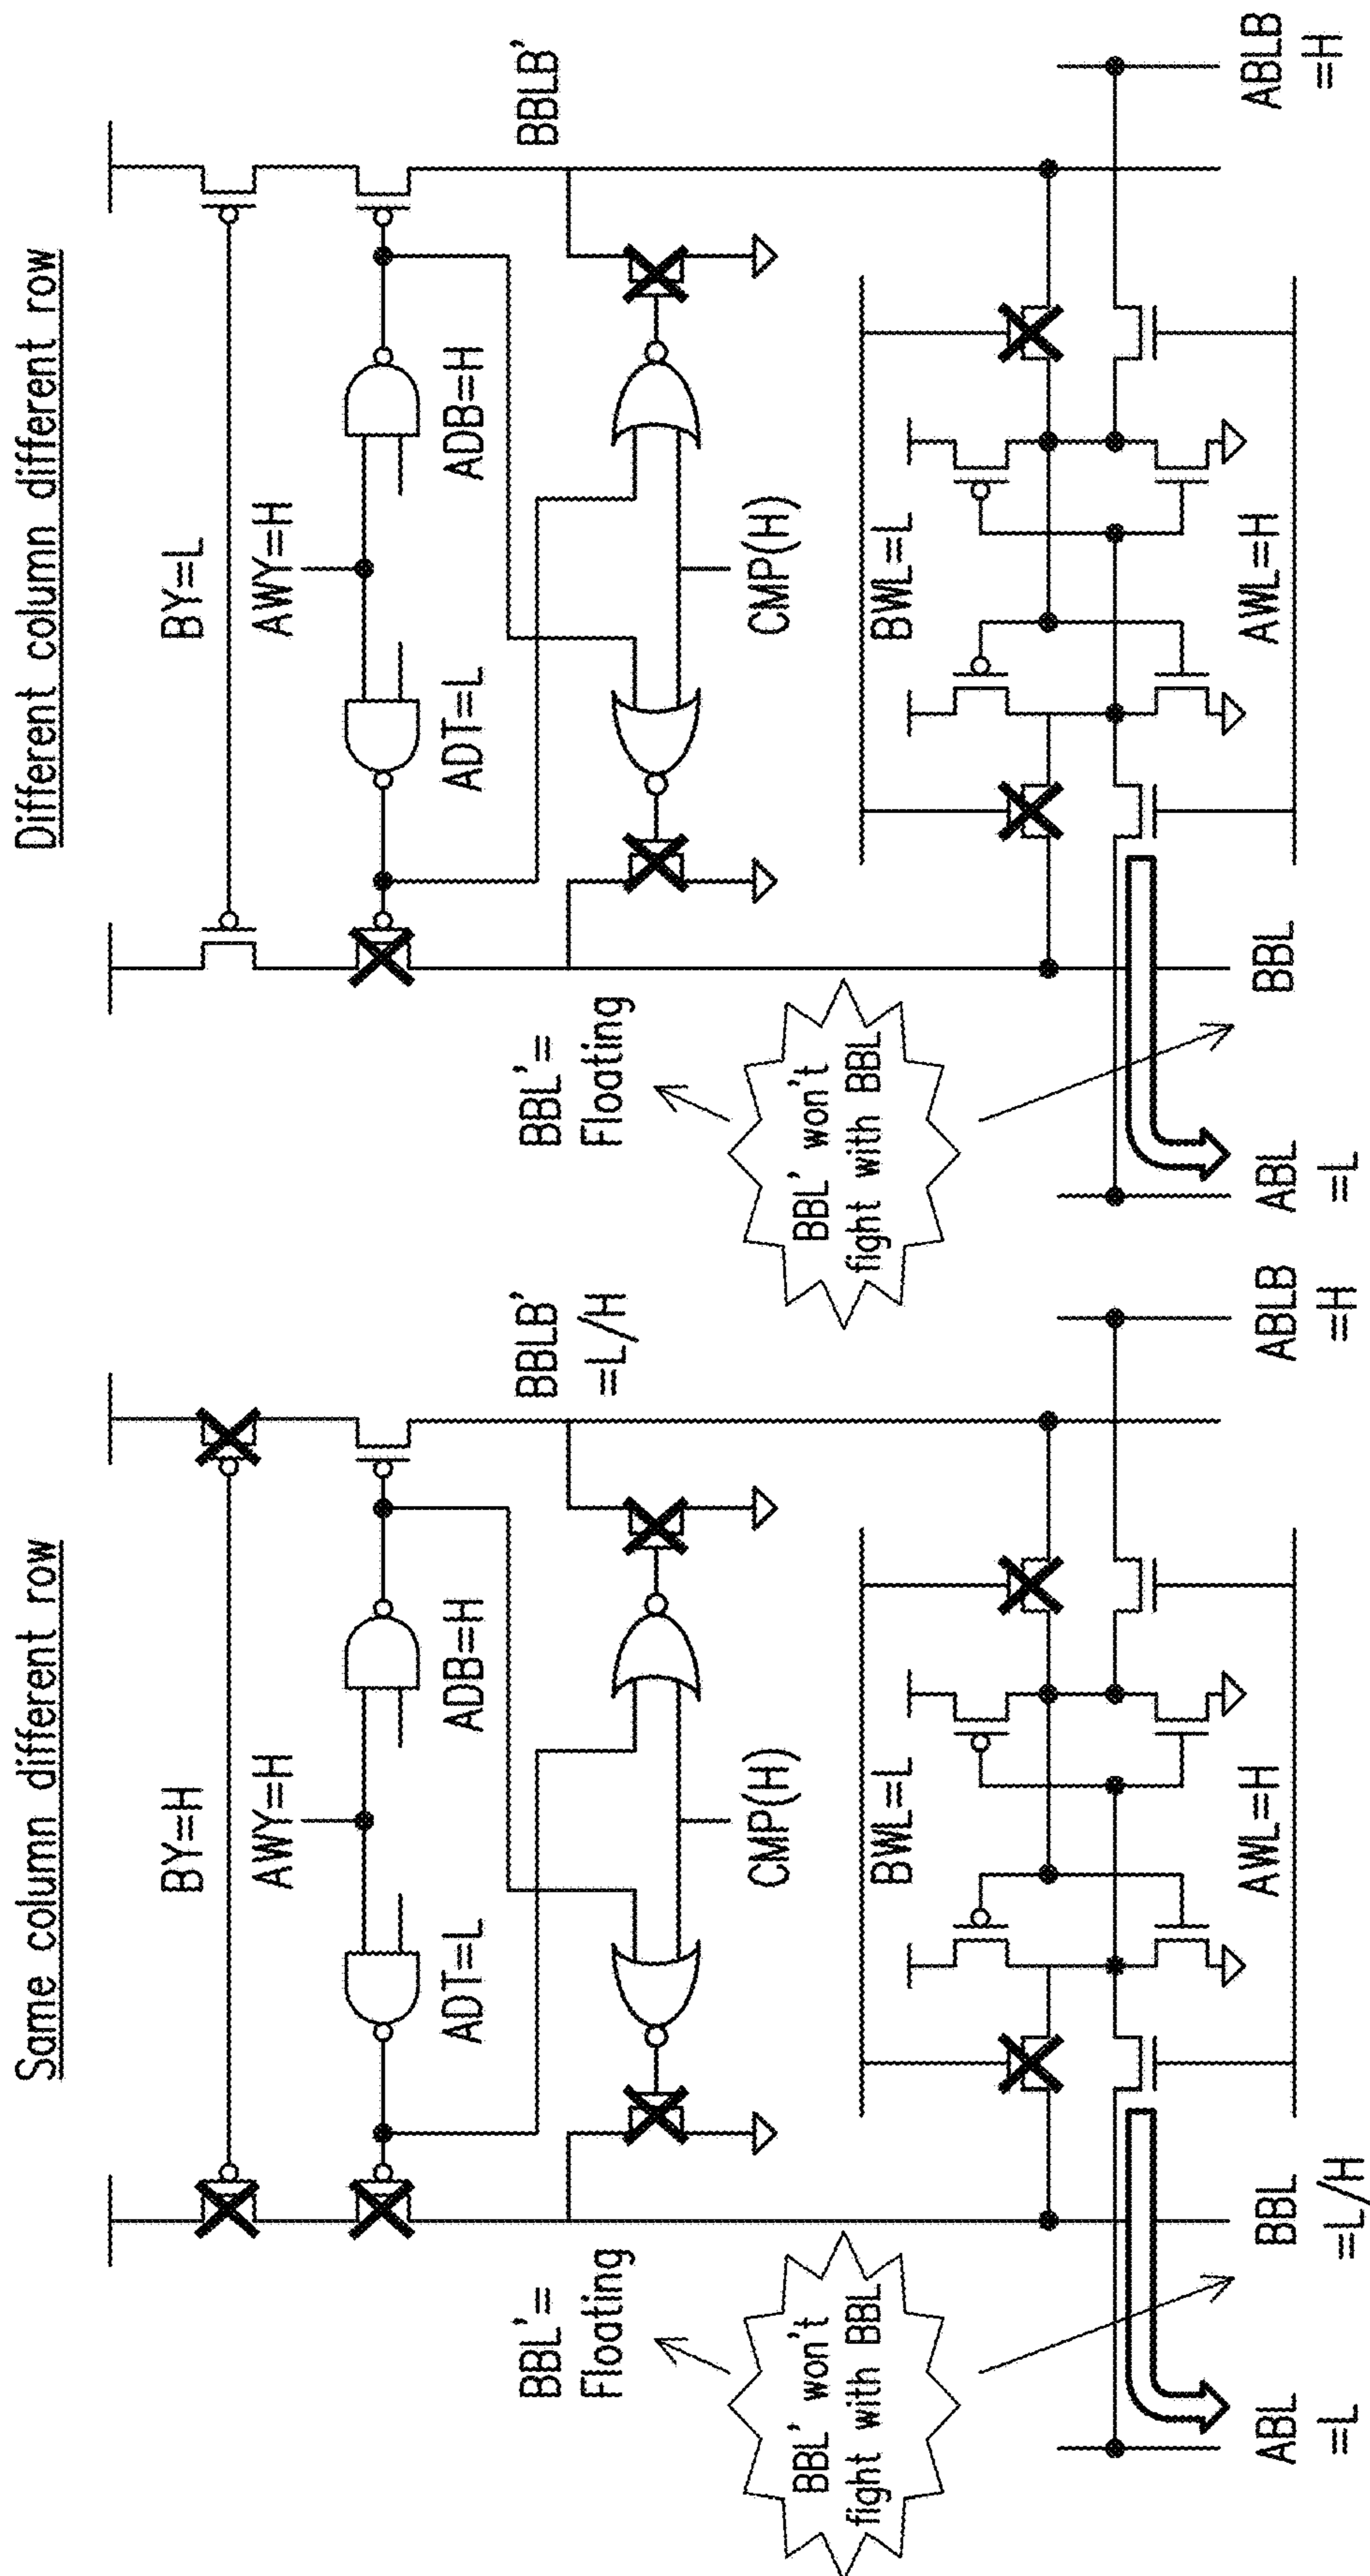 Same column different row
BY=H
AWY=H
ADT=L
ADB=H
BBL'=
Floating
BBLB'
=L/H
CMP(H)
BBL' won't
fight with BBL
BWL=L
AWL=H
ABL
=L
BBL
=L/H
ABLB
=H
Different column different row
BY=L
AWY=H
ADT=L
ADB=H
BBL'=
Floating
BBLB'
CMP(H)
BBL' won't
fight with BBL
BWL=L
AWL=H
ABL
=L
BBL
ABLB
=H